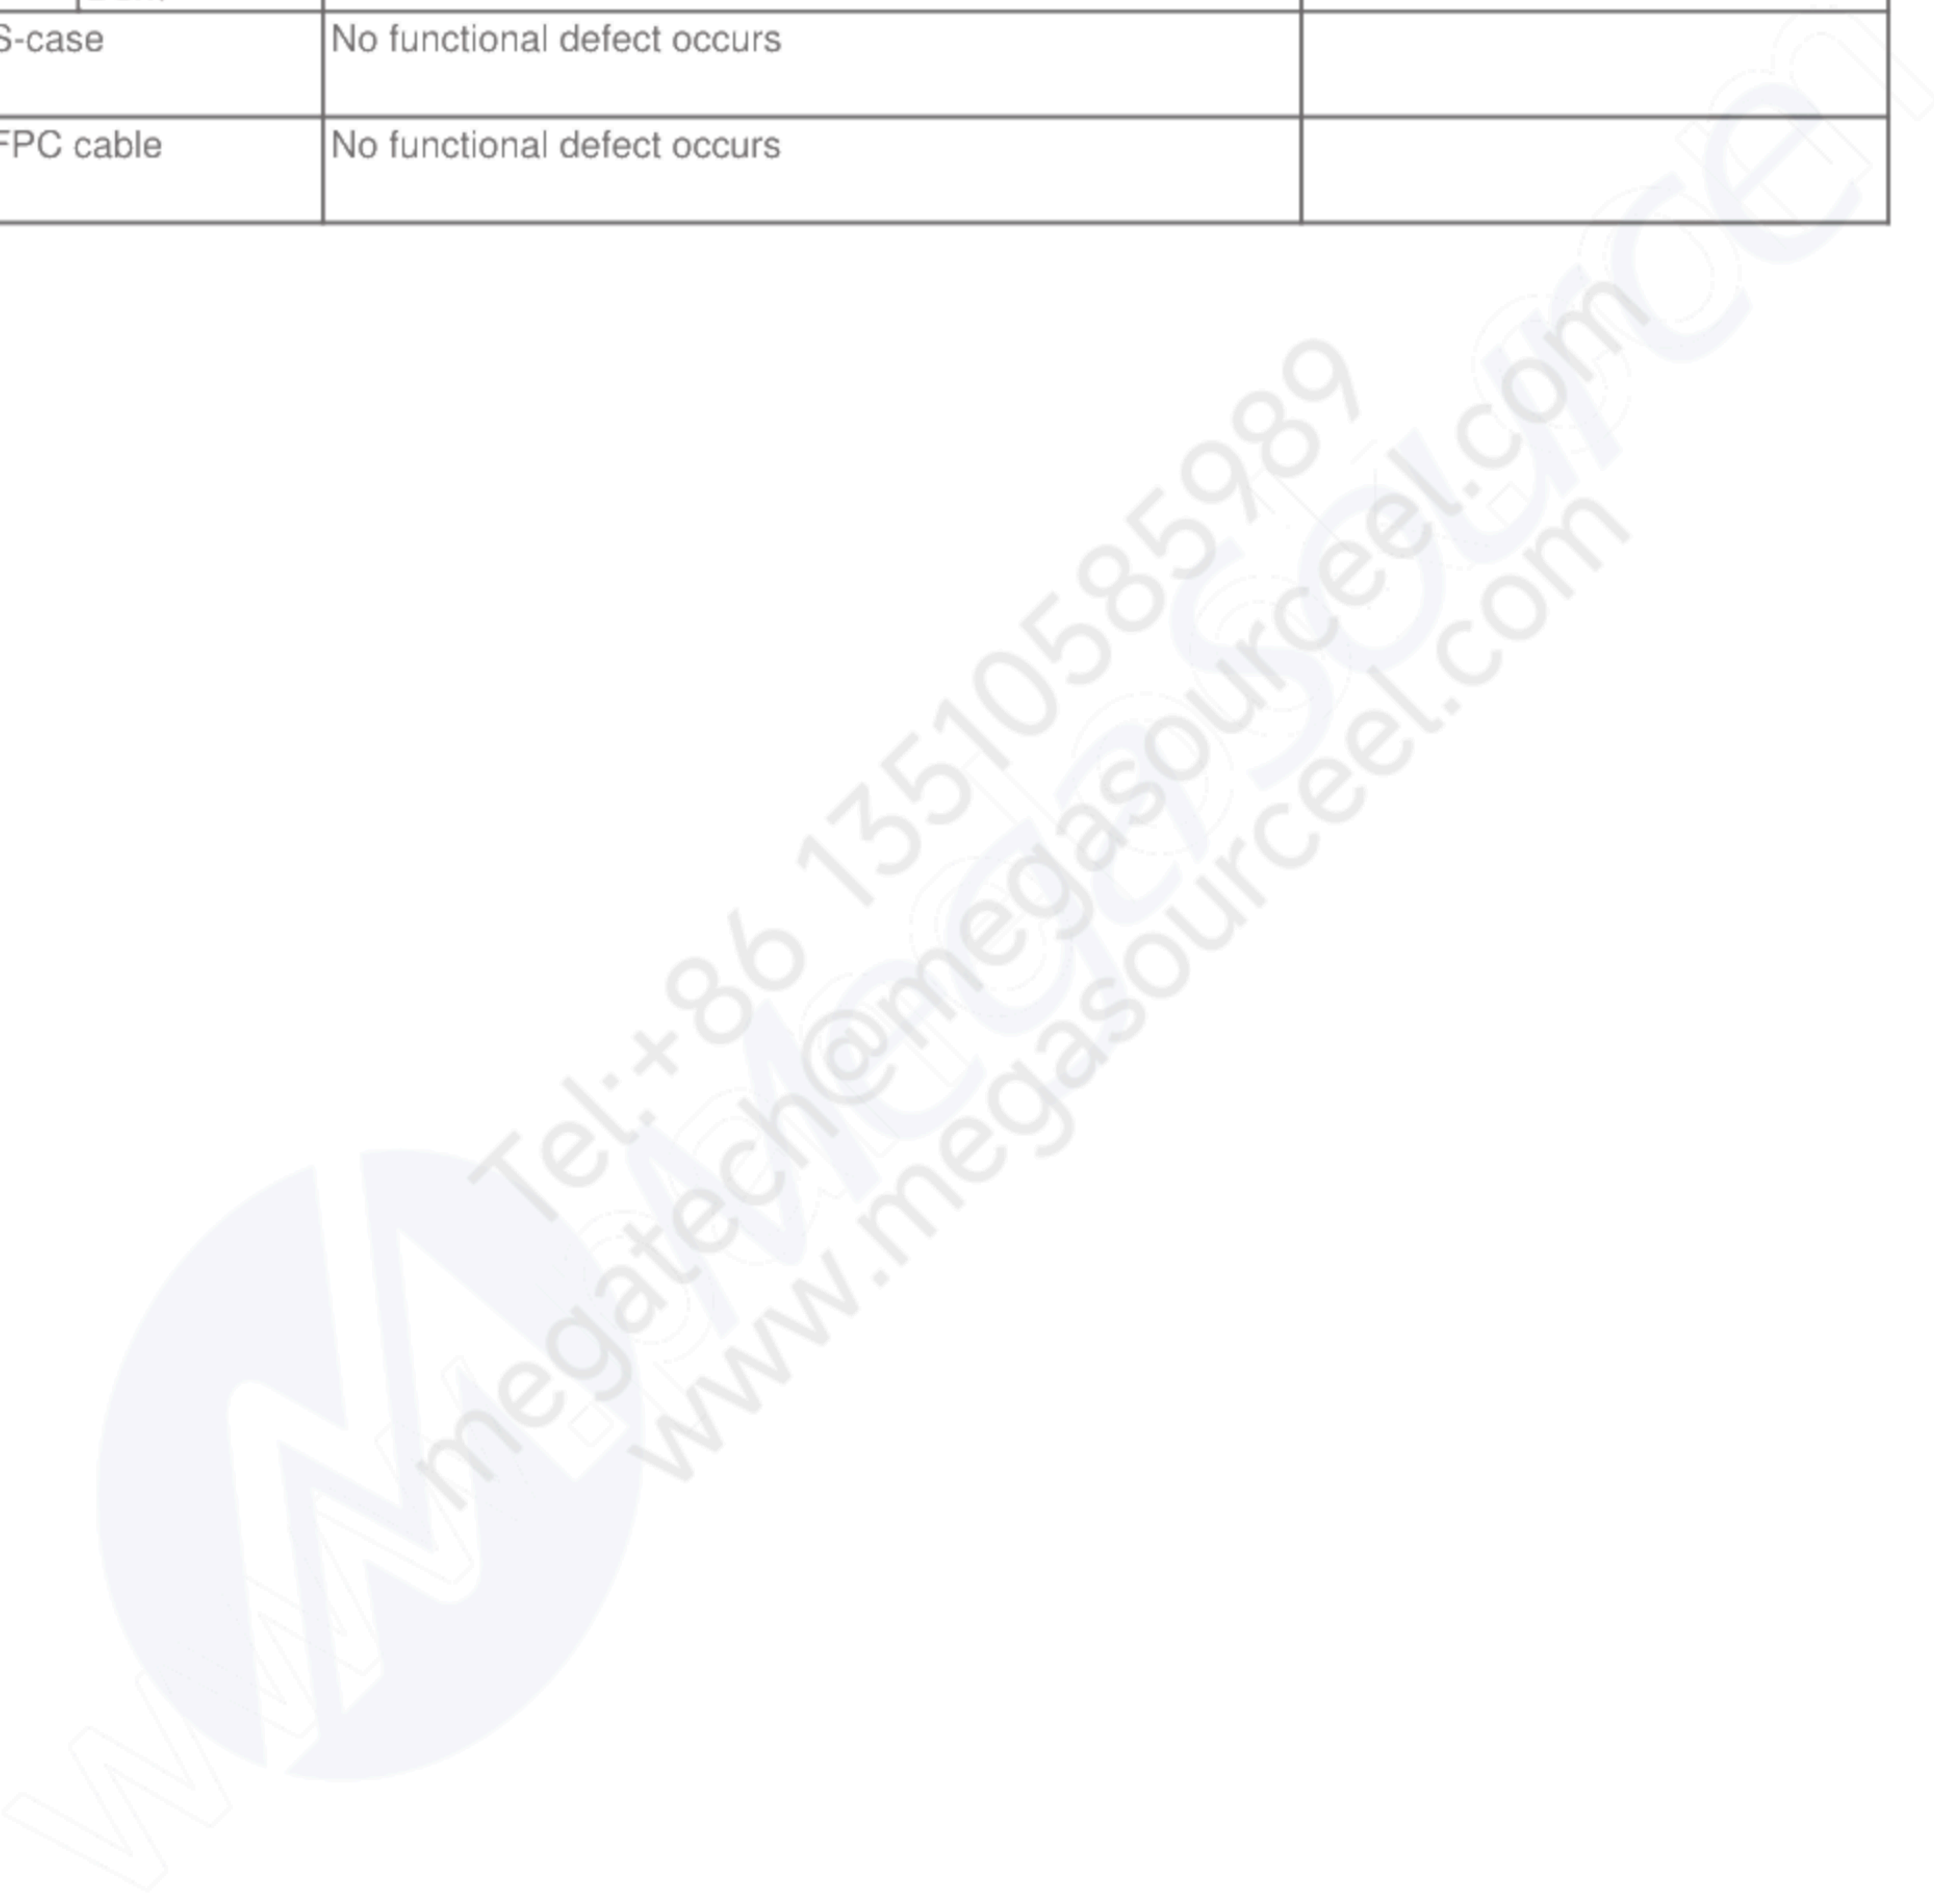 S-case
No functional defect occurs
FPC cable
No functional defect occurs
Tel:+86 13510585989
megatech@megasourceel.com
www.megasourceel.com